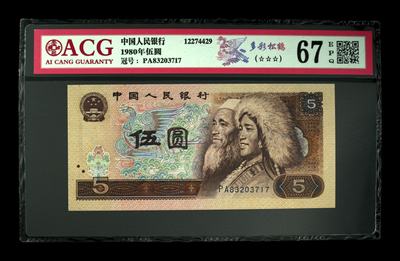 ACG
AI CANG GUARANTY
中国人民银行
1980年伍圆
冠号: PA83203717
12274429
多彩松鹤
(☆☆☆)
67
EPQ
中国人民银行
5
伍圆
PA83203717
5
5